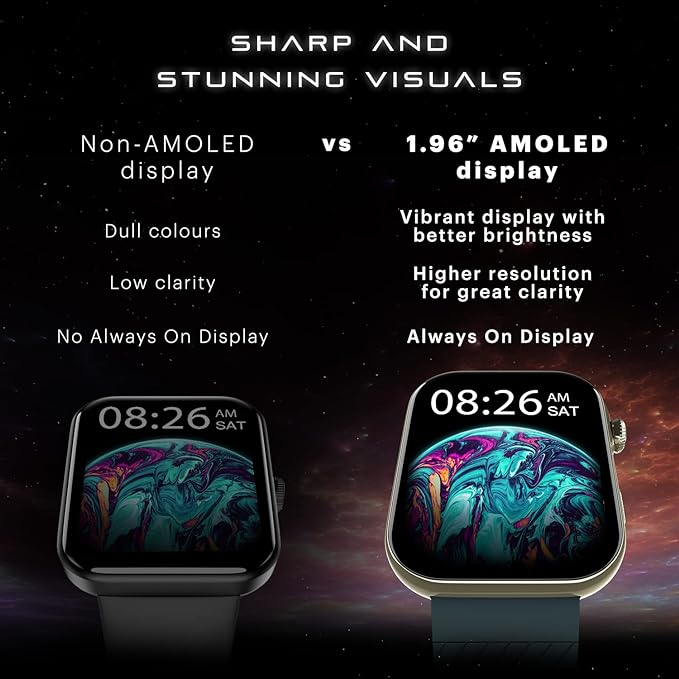 SHARP AND
STUNNING VISUALS
Non-AMOLED
display
vs
1.96” AMOLED
display
Dull colours
Vibrant display with
better brightness
Low clarity
Higher resolution
for great clarity
No Always On Display
Always On Display
08:26 AM
SAT
08:26 AM
SAT